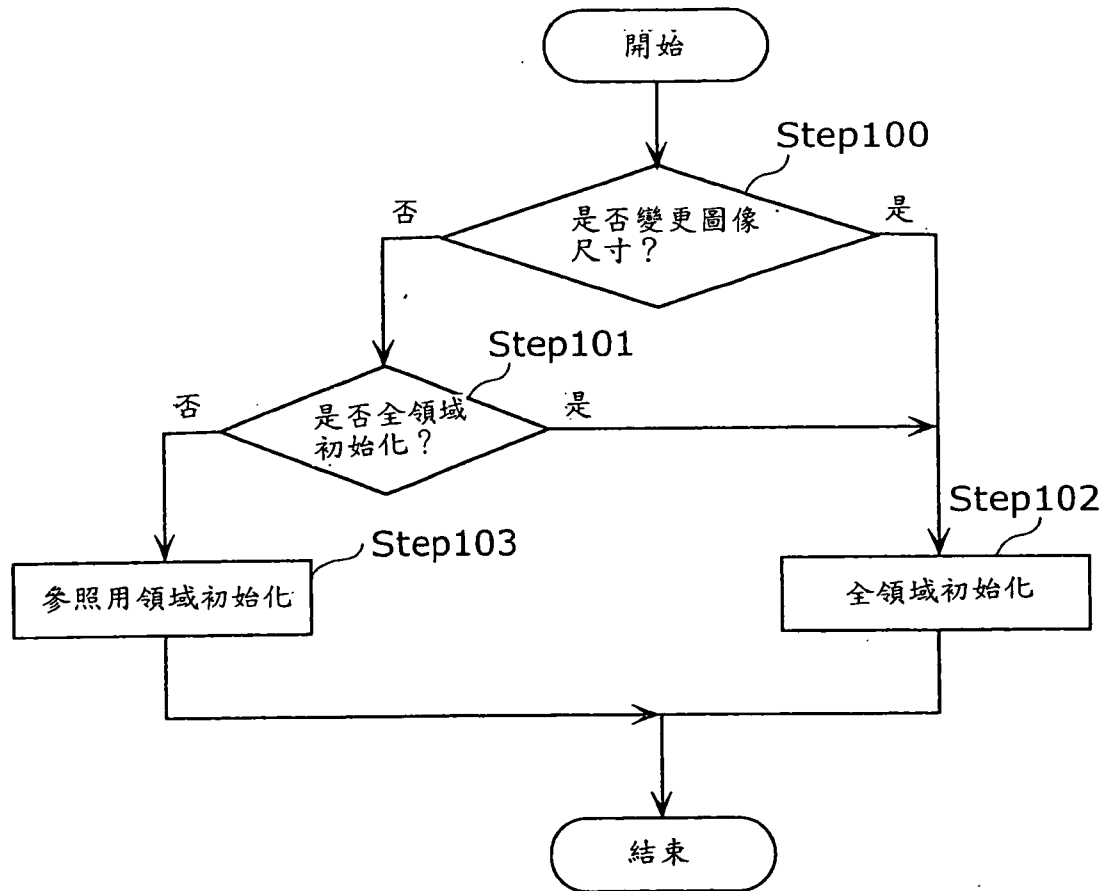 開始
Step100
是否變更圖像
尺寸？
否
是
Step101
是否全領域
初始化？
否
是
Step102
Step103
參照用領域初始化
全領域初始化
結束